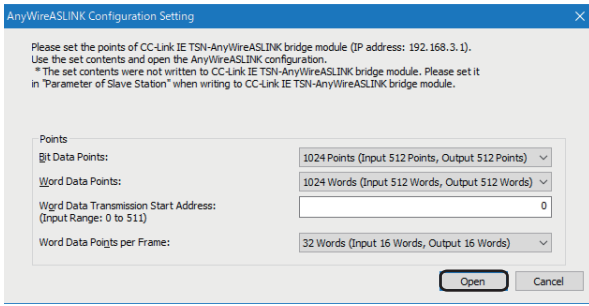 AnyWireASLINK Configuration Setting
Please set the points of CC-Link IE TSN-AnyWireASLINK bridge module (IP address: 192.168.3.1).
Use the set contents and open the AnyWireASLINK configuration.
* The set contents were not written to CC-Link IE TSN-AnyWireASLINK bridge module. Please set it
in "Parameter of Slave Station" when writing to CC-Link IE TSN-AnyWireASLINK bridge module.
Points
Bit Data Points:
1024 Points (Input 512 Points, Output 512 Points)
Word Data Points:
1024 Words (Input 512 Words, Output 512 Words)
Word Data Transmission Start Address:
(Input Range: 0 to 511)
0
Word Data Points per Frame:
32 Words (Input 16 Words, Output 16 Words)
Open
Cancel